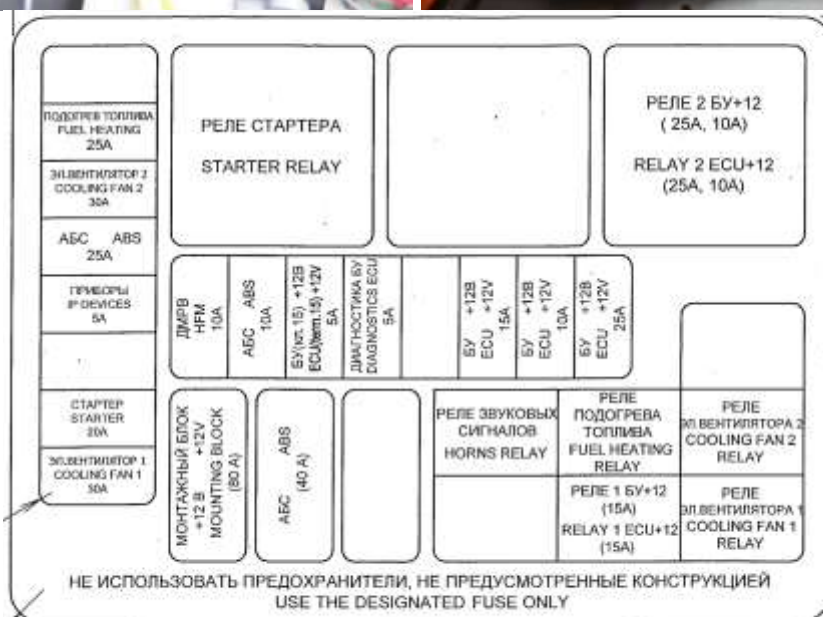 ПОДОГРЕВ ТОПЛИВА
FUEL HEATING
25A
ЭЛ.ВЕНТИЛЯТОР 2
COOLING FAN 2
30A
АБС ABS
25A
ПРИБОРЫ
IP DEVICES
5A
СТАРТЕР
STARTER
20A
ЭЛ.ВЕНТИЛЯТОР 1
COOLING FAN 1
30A
РЕЛЕ СТАРТЕРА
STARTER RELAY
РЕЛЕ 2 БУ+12
( 25А, 10А)
RELAY 2 ECU+12
(25A, 10A)
ДМРВ
HFM
10A
АБС ABS
10A
БУ(кл.15) +12В
ECU(term.15) +12V
5A
ДИАГНОСТИКА БУ
DIAGNOSTICS ECU
5A
БУ +12В
ECU +12V
15A
БУ +12В
ECU +12V
10A
БУ +12В
ECU +12V
25A
МОНТАЖНЫЙ БЛОК
+12 В +12V
MOUNTING BLOCK
(80 A)
АБС ABS
(40 A)
РЕЛЕ ЗВУКОВЫХ
СИГНАЛОВ
HORNS RELAY
РЕЛЕ
ПОДОГРЕВА
ТОПЛИВА
FUEL HEATING
RELAY
РЕЛЕ
ЭЛ.ВЕНТИЛЯТОРА 2
COOLING FAN 2
RELAY
РЕЛЕ 1 БУ+12
(15А)
RELAY 1 ECU+12
(15A)
РЕЛЕ
ЭЛ.ВЕНТИЛЯТОРА 1
COOLING FAN 1
RELAY
НЕ ИСПОЛЬЗОВАТЬ ПРЕДОХРАНИТЕЛИ, НЕ ПРЕДУСМОТРЕННЫЕ КОНСТРУКЦИЕЙ
USE THE DESIGNATED FUSE ONLY